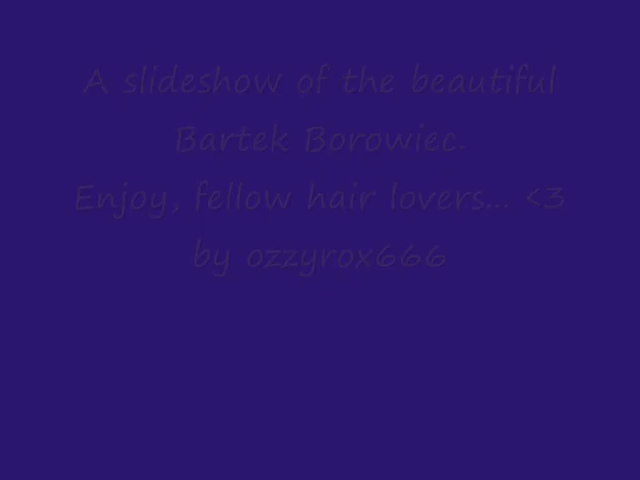 A slideshow of the beautiful
Bartek Borowiec.
Enjoy, fellow hair lovers... <3
by ozzyrox666